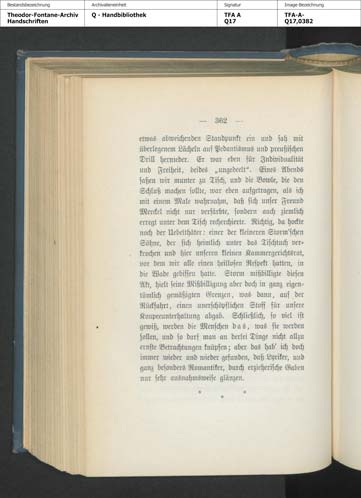 Bestandsbezeichnung
Theodor-Fontane-Archiv
Handschriften
Archivalieneinheit
Q - Handbibliothek
Signatur
TFA A
Q17
Image Bezeichnung
TFA-A-
Q17,0382
— 362 —
etwas abweichenden Standpunkt ein und sah mit
überlegenem Lächeln auf Pedantismus und preußischen
Drill hernieder. Er war eben für Individualität
und Freiheit, beides „ungedeelt“. Eines Abends
saßen wir munter zu Tisch, und die Bowle, die den
Schluß machen sollte, war eben aufgetragen, als ich
mit einem Male wahrnahm, daß sich unser Freund
Merckel nicht nur verfärbte, sondern auch ziemlich
erregt unter dem Tisch recherchierte. Richtig, da hockte
noch der Uebelthäter: einer der kleineren Storm'schen
Söhne, der sich heimlich unter das Tischtuch ver-
krochen und hier unseren kleinen Kammergerichtsrat,
vor dem wir alle einen heillosen Respekt hatten, in
die Wade gebissen hatte. Storm mißbilligte diesen
Akt, hielt seine Mißbilligung aber doch in ganz eigen-
tümlich gemäßigten Grenzen, was dann, auf der
Rückfahrt, einen unerschöpflichen Stoff für unsere
Koupeeunterhaltung abgab. Schließlich, so viel ist
gewiß, werden die Menschen das, was sie werden
sollen, und so darf man an derlei Dinge nicht allzu
ernste Betrachtungen knüpfen; aber das hab' ich doch
immer wieder und wieder gefunden, daß Lyriker, und
ganz besonders Romantiker, durch erzieherische Gaben
nur sehr ausnahmsweise glänzen.
* * *